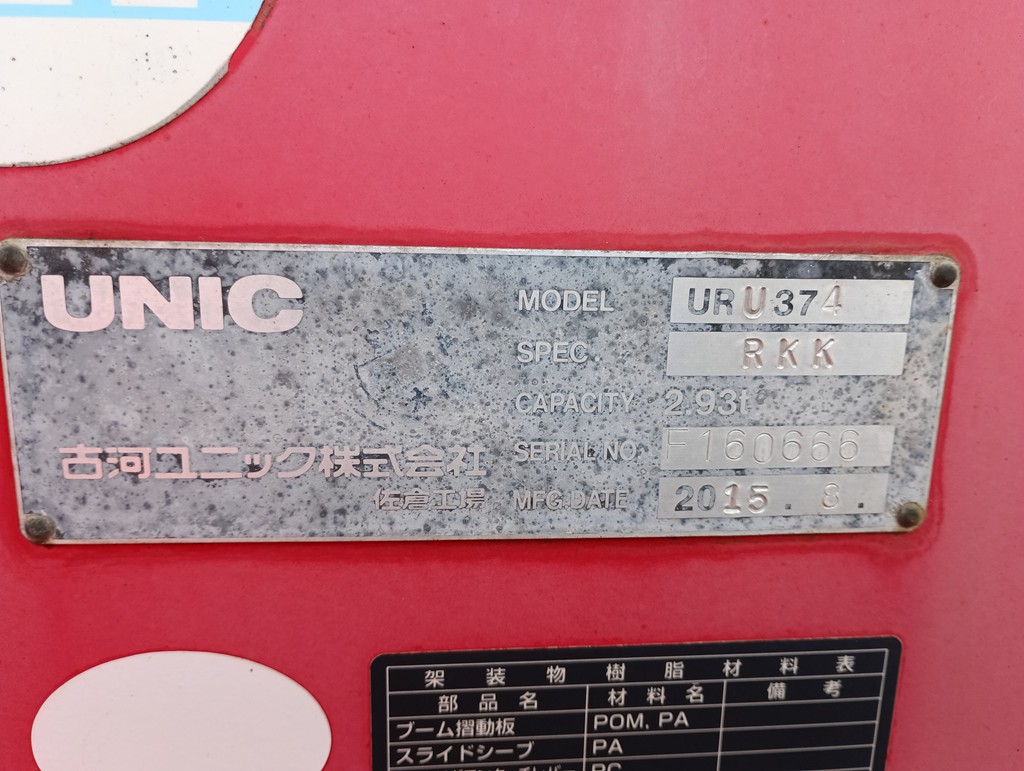 UNIC
MODEL URU374
SPEC RKK
CAPACITY 2.93t
SERIAL NO F160666
MFG.DATE 2015.8.
古河ユニック株式会社
佐倉工場
架装物樹脂材料表
部品名 材料名 備考
ブーム摺動板 POM, PA
スライドシーブ PA
PC